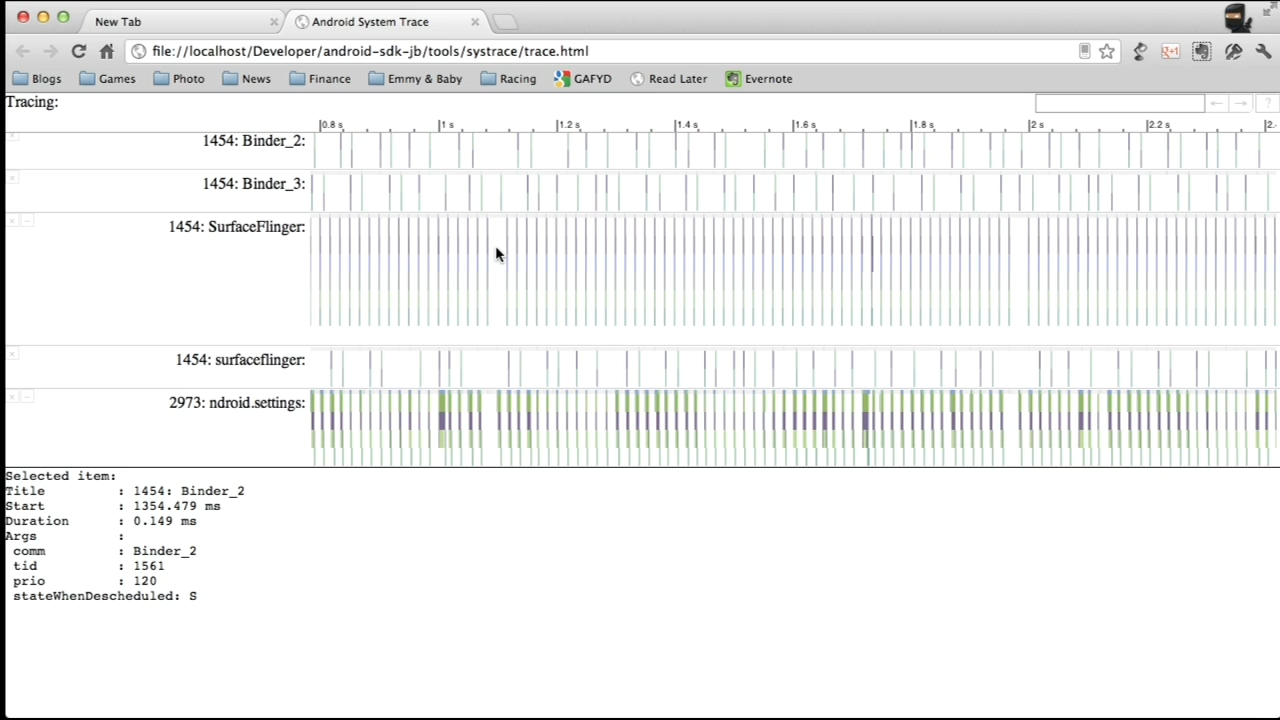 New Tab
Android System Trace
file://localhost/Developer/android-sdk-jb/tools/systrace/trace.html
Blogs Games Photo News Finance Emmy & Baby Racing GAFYD Read Later Evernote
Tracing:
0.8 s 1 s 1.2 s 1.4 s 1.6 s 1.8 s 2 s 2.2 s 2.
1454: Binder_2:
1454: Binder_3:
1454: SurfaceFlinger:
1454: surfaceflinger:
2973: ndroid.settings:
Selected item:
Title : 1454: Binder_2
Start : 1354.479 ms
Duration : 0.149 ms
Args :
comm : Binder_2
tid : 1561
prio : 120
stateWhenDescheduled: S